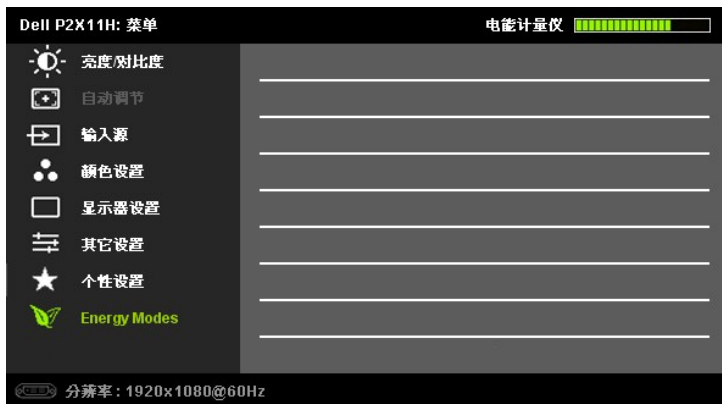 Dell P2X11H: 菜单 电能计量仪
亮度/对比度
自动调节
输入源
颜色设置
显示器设置
其它设置
个性设置
Energy Modes
分辨率: 1920x1080@60Hz